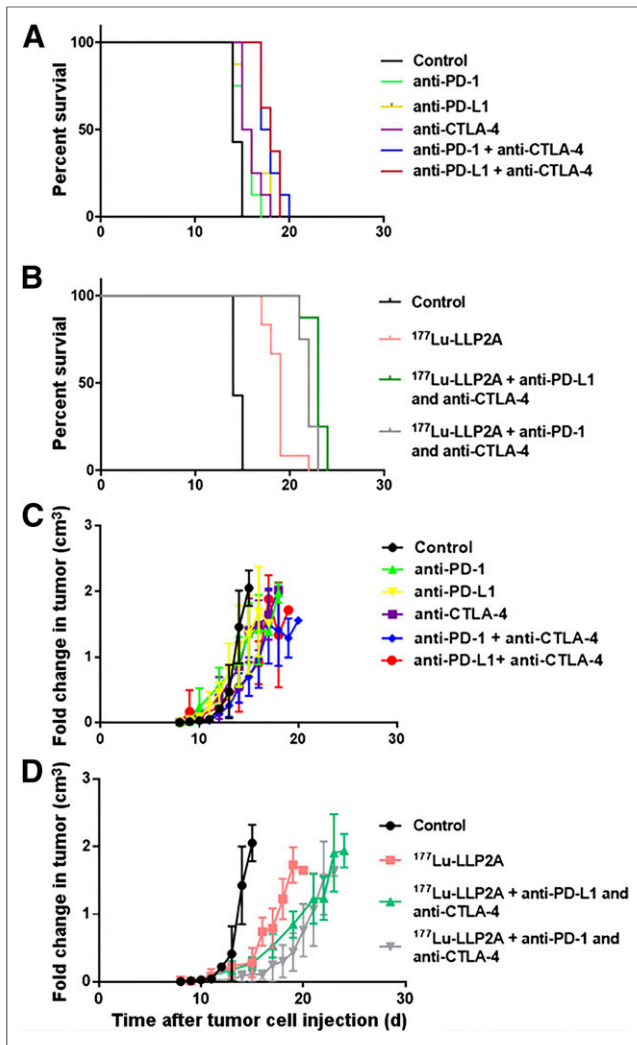 A
Percent survial
100
50
0
0
10
20
30
Control
anti-PD-1
anti-PD-L1
anti-CTLA-4
anti-PD-1 + anti-CTLA-4
anti-PD-L1 + anti-CTLA-4
B
Percent survial
100
50
0
0
10
20
30
Control
¹⁷⁷Lu-LLP2A
¹⁷⁷Lu-LLP2A + anti-PD-L1
and anti-CTLA-4
¹⁷⁷Lu-LLP2A + anti-PD-1
and anti-CTLA-4
C
Fold change in tumor (cm³)
3
2
1
0
0
10
20
30
Control
anti-PD-1
anti-PD-L1
anti-CTLA-4
anti-PD-1 + anti-CTLA-4
anti-PD-L1+ anti-CTLA-4
D
Fold change in tumor (cm³)
3
2
1
0
0
10
20
30
Time after tumor cell injection (d)
Control
¹⁷⁷Lu-LLP2A
¹⁷⁷Lu-LLP2A + anti-PD-L1 and
anti-CTLA-4
¹⁷⁷Lu-LLP2A + anti-PD-1 and
anti-CTLA-4